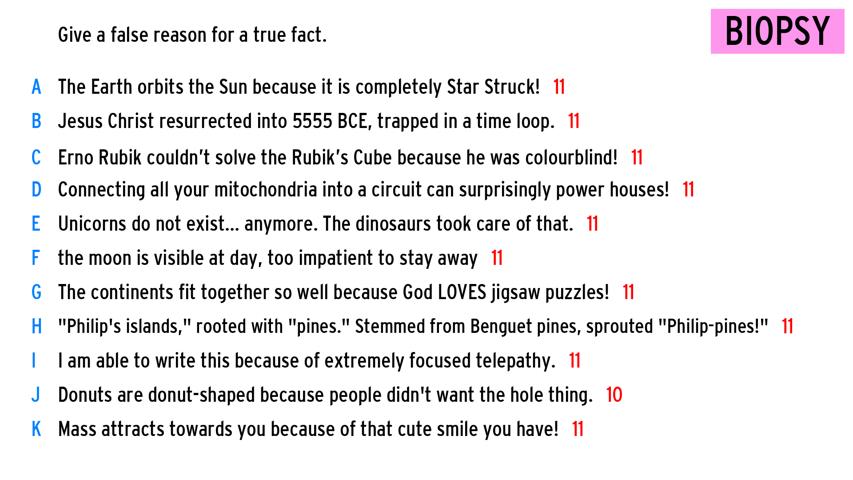 Give a false reason for a true fact.
BIOPSY
A The Earth orbits the Sun because it is completely Star Struck! 11
B Jesus Christ resurrected into 5555 BCE, trapped in a time loop. 11
C Erno Rubik couldn’t solve the Rubik’s Cube because he was colourblind! 11
D Connecting all your mitochondria into a circuit can surprisingly power houses! 11
E Unicorns do not exist... anymore. The dinosaurs took care of that. 11
F the moon is visible at day, too impatient to stay away 11
G The continents fit together so well because God LOVES jigsaw puzzles! 11
H "Philip's islands," rooted with "pines." Stemmed from Benguet pines, sprouted "Philip-pines!" 11
I I am able to write this because of extremely focused telepathy. 11
J Donuts are donut-shaped because people didn't want the hole thing. 10
K Mass attracts towards you because of that cute smile you have! 11